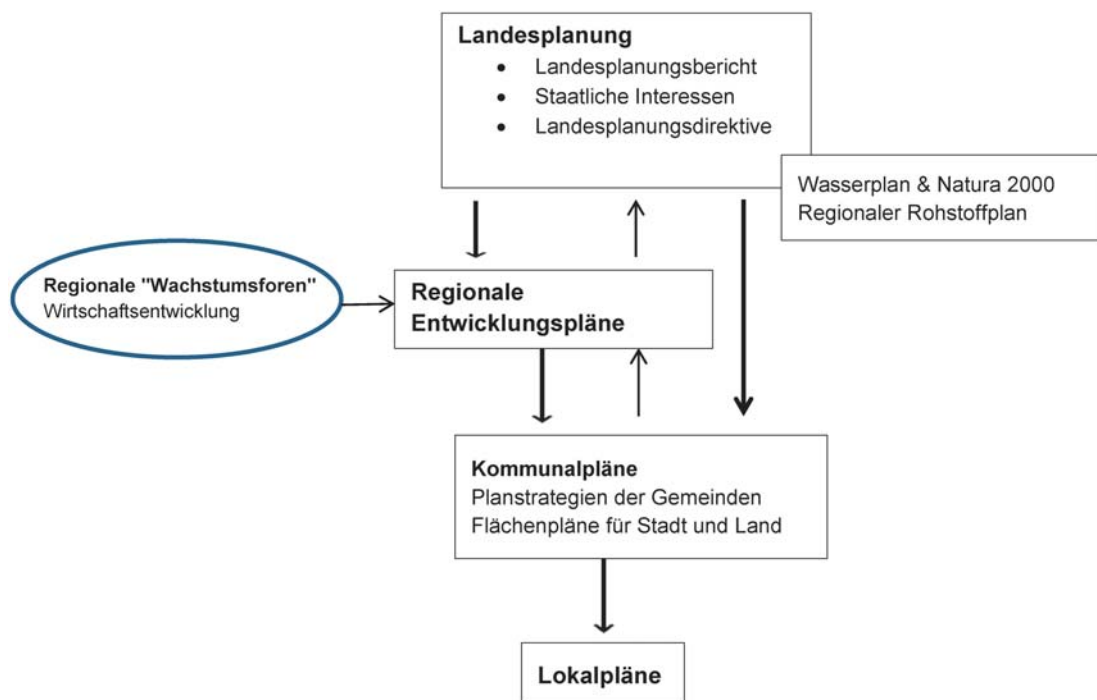 Landesplanung
• Landesplanungsbericht
• Staatliche Interessen
• Landesplanungsdirektive
Wasserplan & Natura 2000
Regionaler Rohstoffplan
Regionale "Wachstumsforen"
Wirtschaftsentwicklung
Regionale
Entwicklungspläne
Kommunalpläne
Planstrategien der Gemeinden
Flächenpläne für Stadt und Land
Lokalpläne